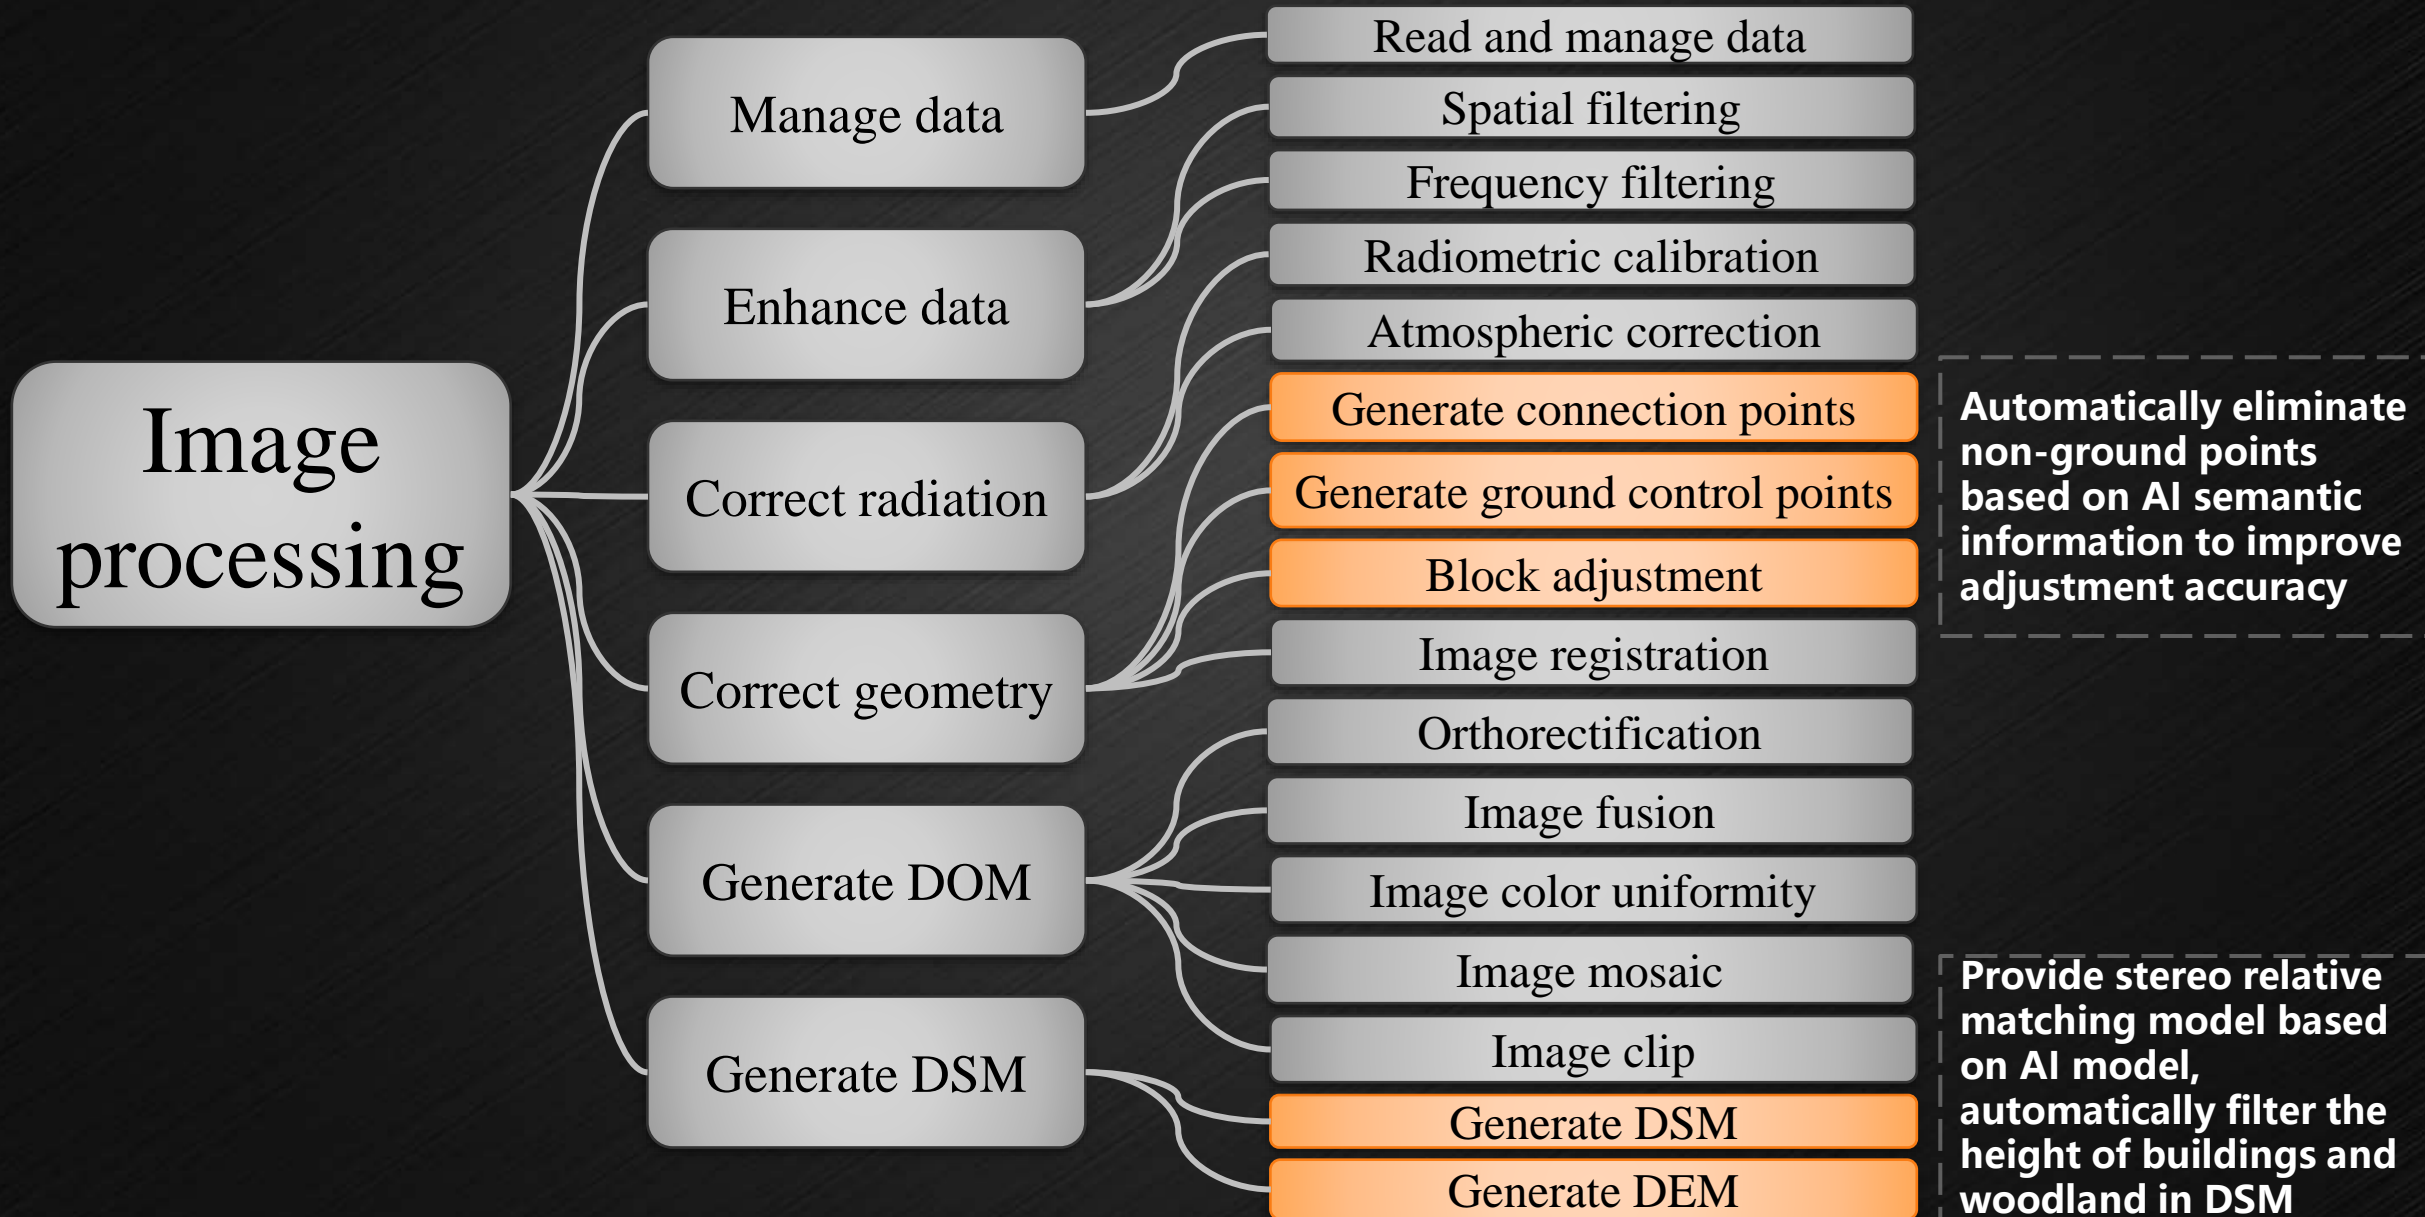 Image
processing
Manage data
Enhance data
Correct radiation
Correct geometry
Generate DOM
Generate DSM
Read and manage data
Spatial filtering
Frequency filtering
Radiometric calibration
Atmospheric correction
Generate connection points
Generate ground control points
Block adjustment
Image registration
Orthorectification
Image fusion
Image color uniformity
Image mosaic
Image clip
Generate DSM
Generate DEM
Automatically eliminate
non-ground points
based on AI semantic
information to improve
adjustment accuracy
Provide stereo relative
matching model based
on AI model,
automatically filter the
height of buildings and
woodland in DSM